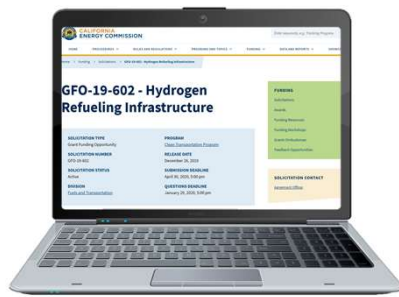 CALIFORNIA
ENERGY COMMISSION
HOME PROCEEDINGS RULES AND REGULATIONS PROGRAMS AND TOPICS FUNDING DATA AND REPORTS
Home / Funding / Solicitations / GFO-19-602 - Hydrogen Refueling Infrastructure
GFO-19-602 - Hydrogen
Refueling Infrastructure
SOLICITATION TYPE
Grant Funding Opportunity
SOLICITATION NUMBER
GFO-19-602
SOLICITATION STATUS
Active
DIVISION
Fuels and Transportation
PROGRAM
Clean Transportation Program
RELEASE DATE
December 26, 2019
SUBMISSION DEADLINE
April 30, 2020, 5:00 pm
QUESTIONS DEADLINE
January 29, 2020, 5:00 pm
FUNDING
Solicitations
Awards
Funding Resources
Funding Workshops
Grants Ombudsman
Feedback Opportunities
SOLICITATION CONTACT
Agreement Officer